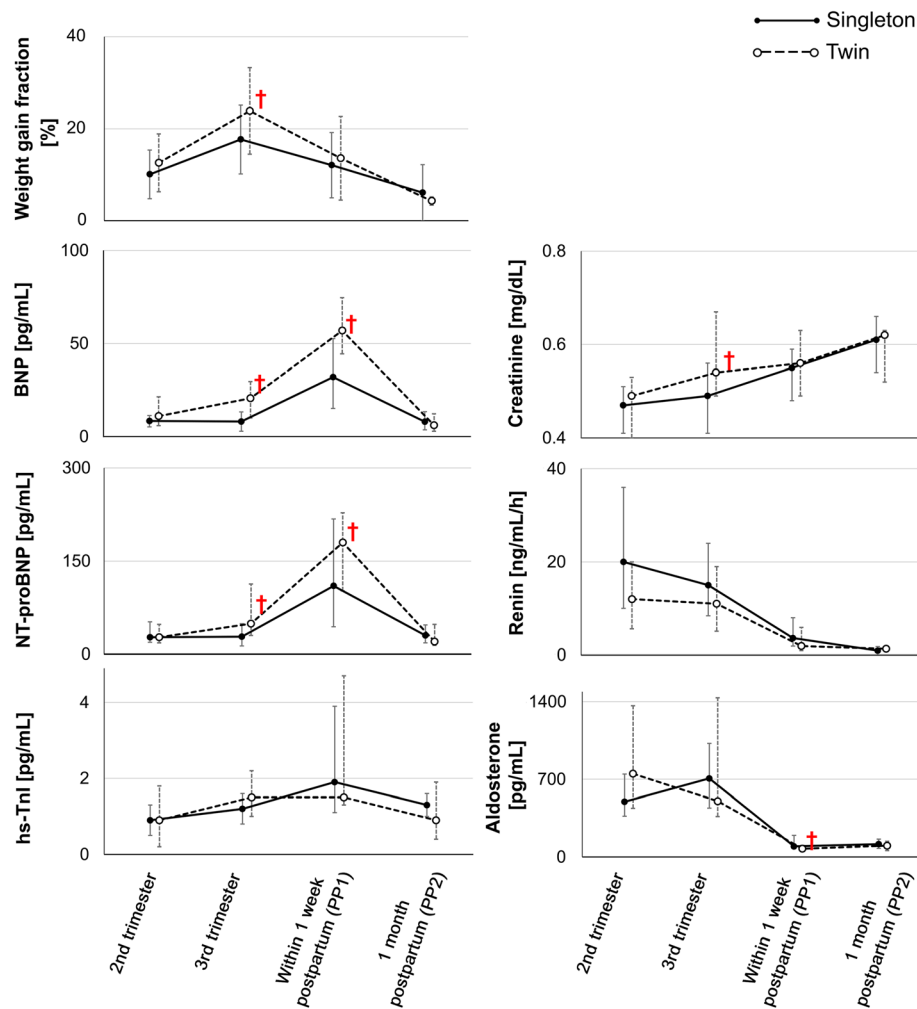 Singleton
Twin
Weight gain fraction
[%]
40
20
0
BNP [pg/mL]
100
50
0
†
†
†
NT-proBNP [pg/mL]
300
150
0
†
†
hs-TnI [pg/mL]
4
2
0
2nd trimester
3rd trimester
Within 1 week
postpartum (PP1)
1 month
postpartum (PP2)
Creatinine [mg/dL]
0.8
0.6
0.4
†
Renin [ng/mL/h]
40
20
0
Aldosterone
[pg/mL]
1400
700
0
†
2nd trimester
3rd trimester
Within 1 week
postpartum (PP1)
1 month
postpartum (PP2)